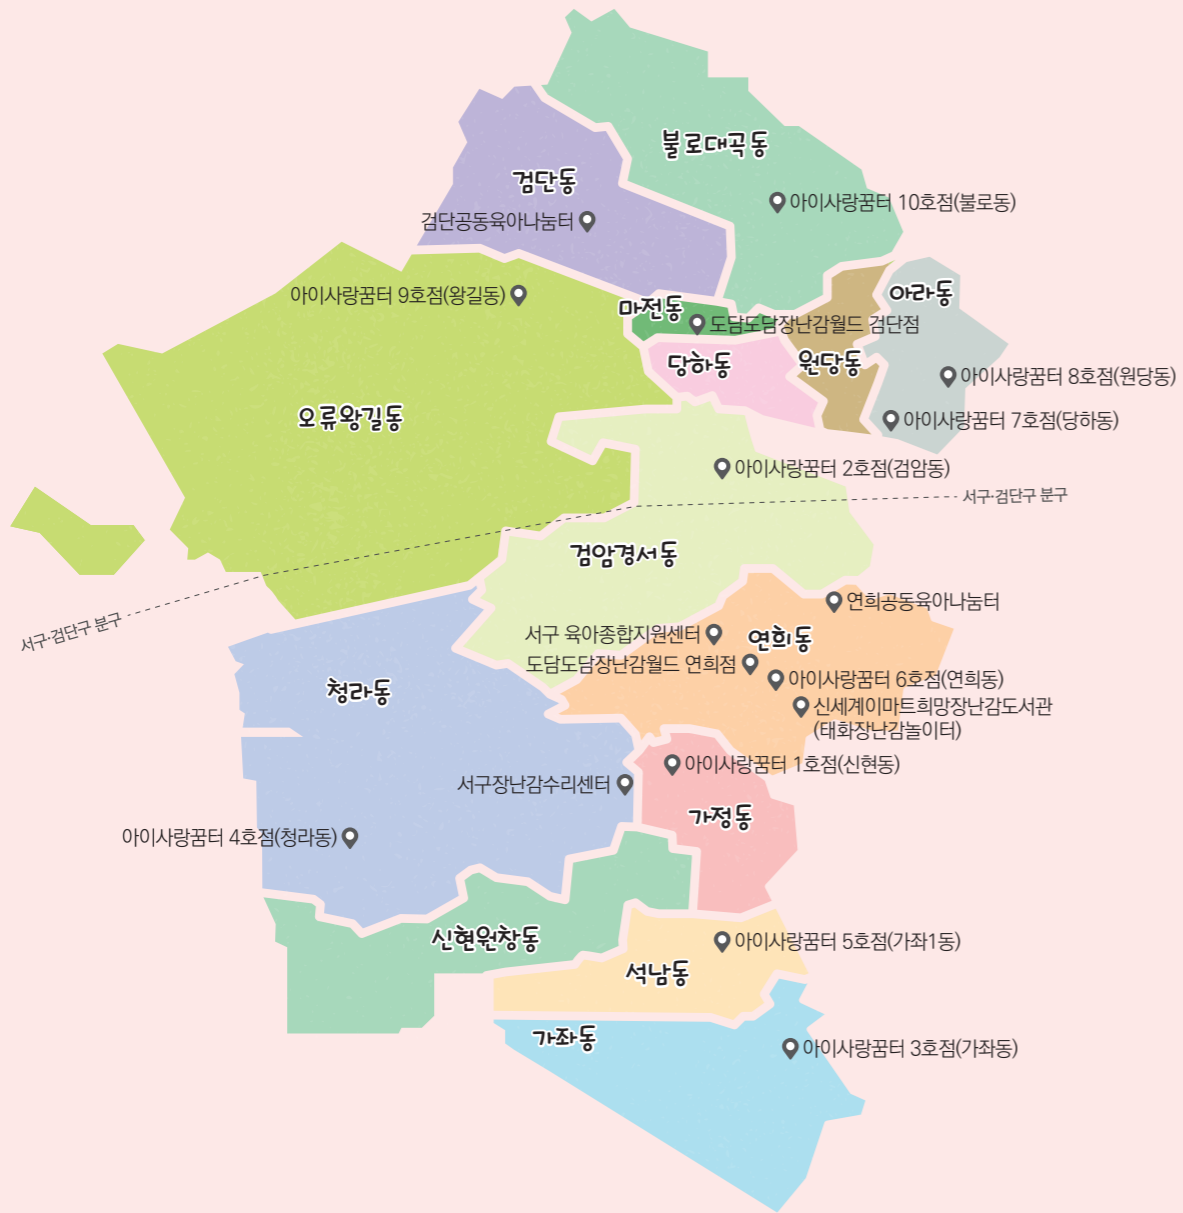 불로대곡동
검단동
아이사랑꿈터 10호점(불로동)
검단공동육아나눔터
아이사랑꿈터 9호점(왕길동)
마전동
아라동
도담도담장난감월드 검단점
당하동
원당동
아이사랑꿈터 8호점(원당동)
오류왕길동
아이사랑꿈터 7호점(당하동)
아이사랑꿈터 2호점(검암동)
서구·검단구 분구
검암경서동
서구·검단구 분구
연희공동육아나눔터
서구 육아종합지원센터
연희동
도담도담장난감월드 연희점
아이사랑꿈터 6호점(연희동)
청라동
신세계이마트희망장난감도서관
(태화장난감놀이터)
아이사랑꿈터 1호점(신현동)
서구장난감수리센터
가정동
아이사랑꿈터 4호점(청라동)
신현원창동
아이사랑꿈터 5호점(가좌1동)
석남동
가좌동
아이사랑꿈터 3호점(가좌동)